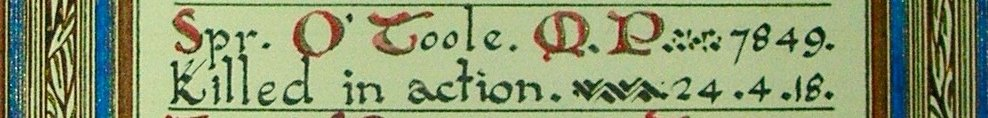 Spr. O'Toole. M. P. 7849.
Killed in action. 24.4.18.